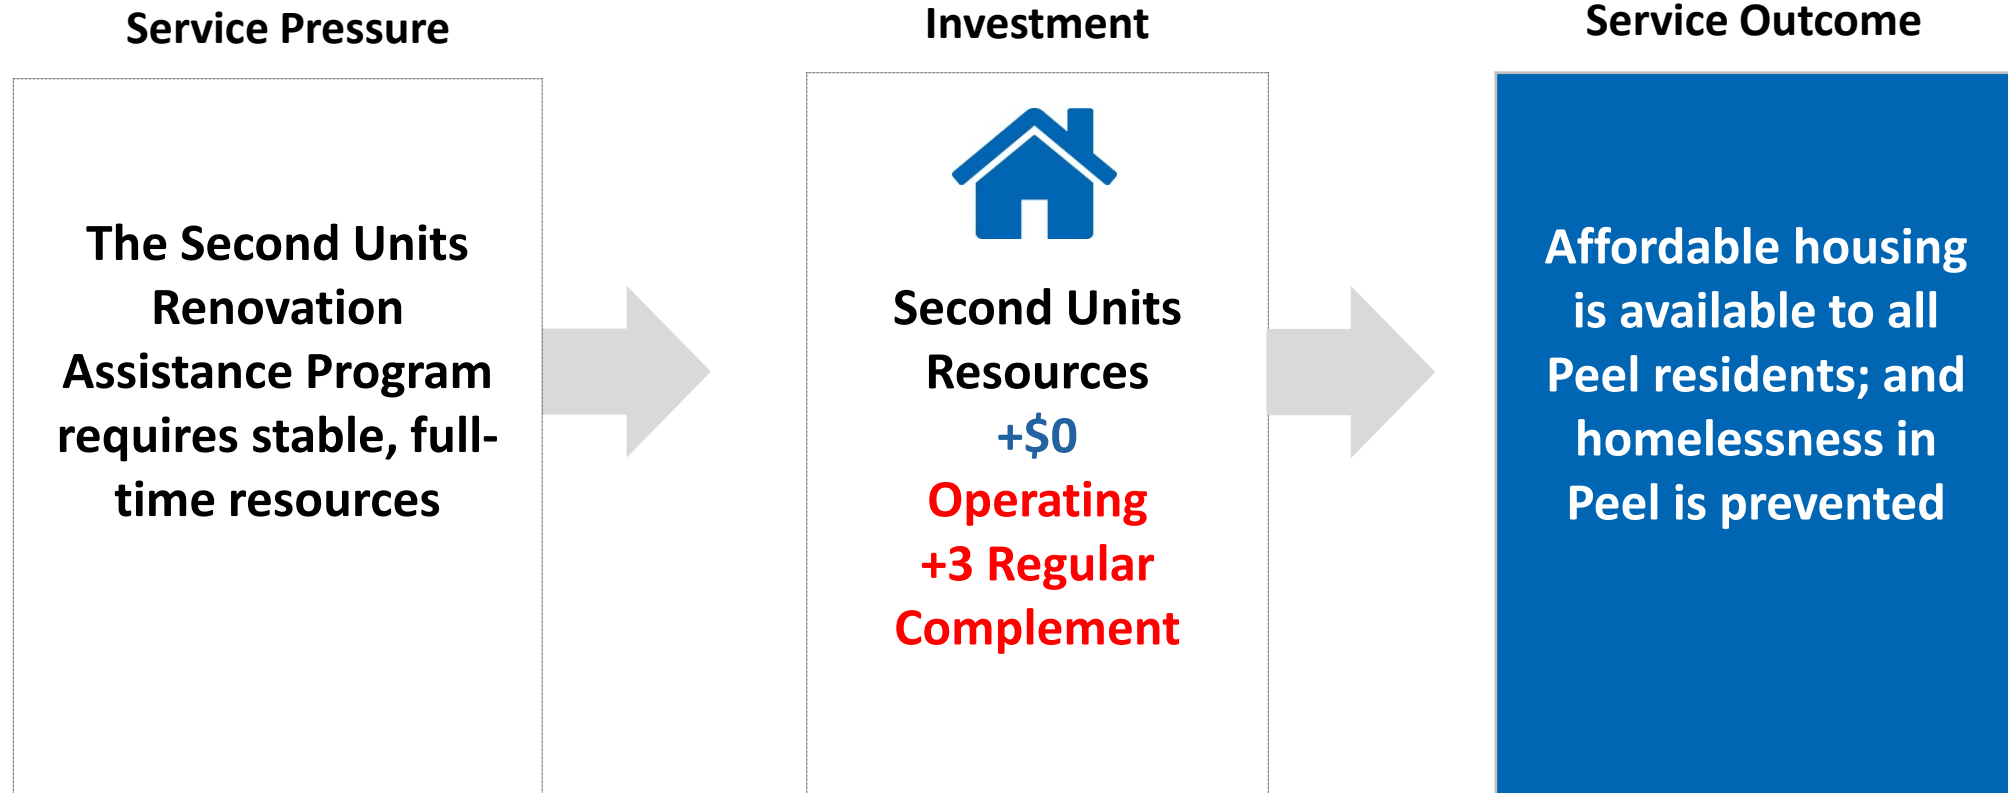 Service Pressure
The Second Units
Renovation
Assistance Program
requires stable, full-
time resources
Investment
Second Units
Resources
+$0
Operating
+3 Regular
Complement
Service Outcome
Affordable housing
is available to all
Peel residents; and
homelessness in
Peel is prevented